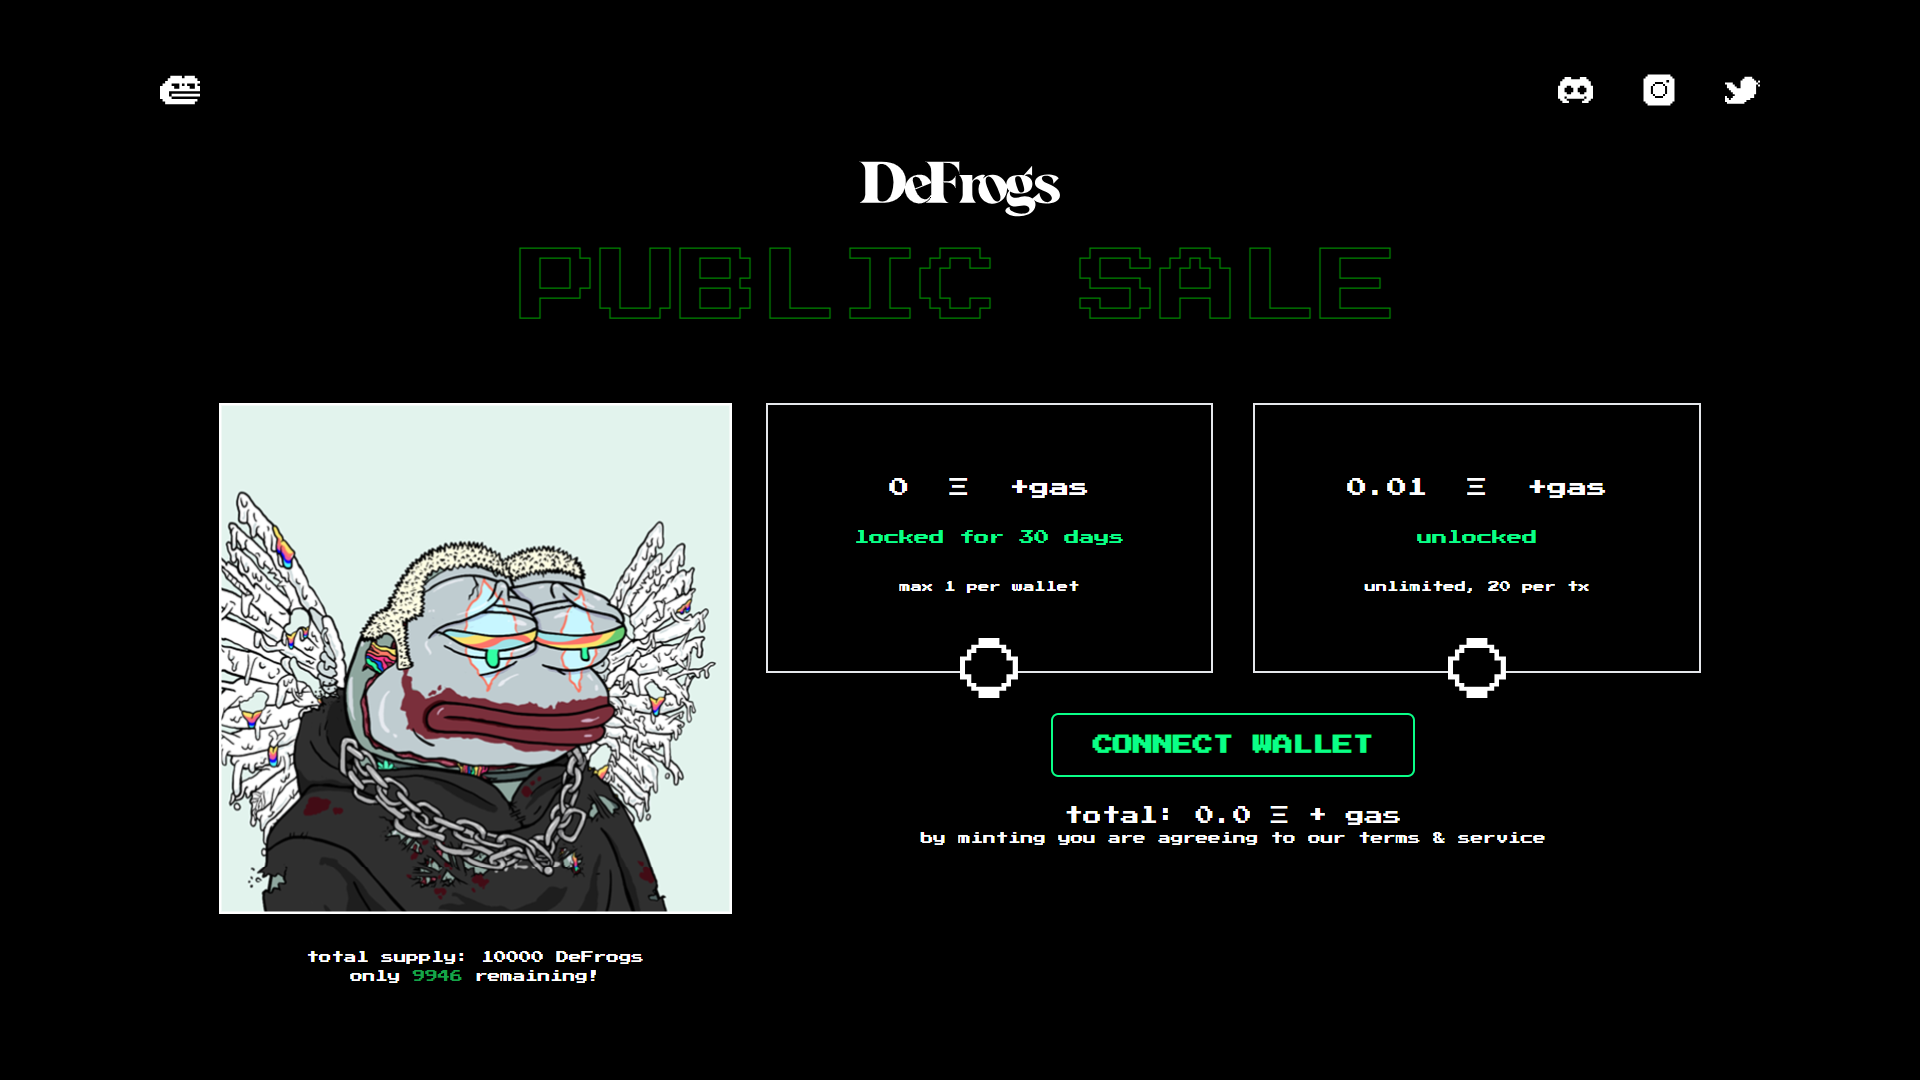 DeFrogs
PUBLIC SALE
0 Ξ +gas
locked for 30 days
max 1 per wallet
0.01 Ξ +gas
unlocked
unlimited, 20 per tx
CONNECT WALLET
total: 0.0 Ξ + gas
by minting you are agreeing to our terms & service
total supply: 10000 DeFrogs
only 9946 remaining!